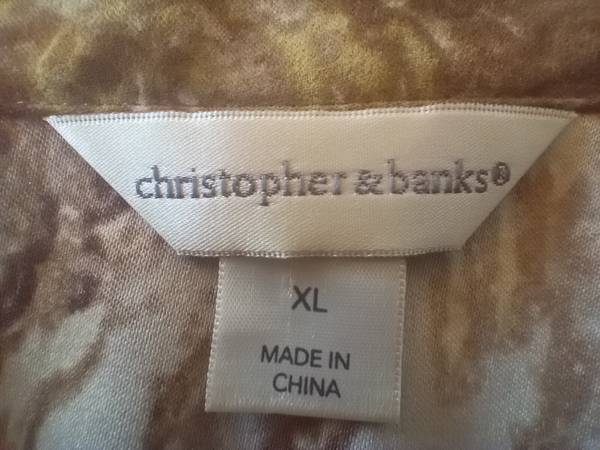 christopher & banks®
XL
MADE IN
CHINA